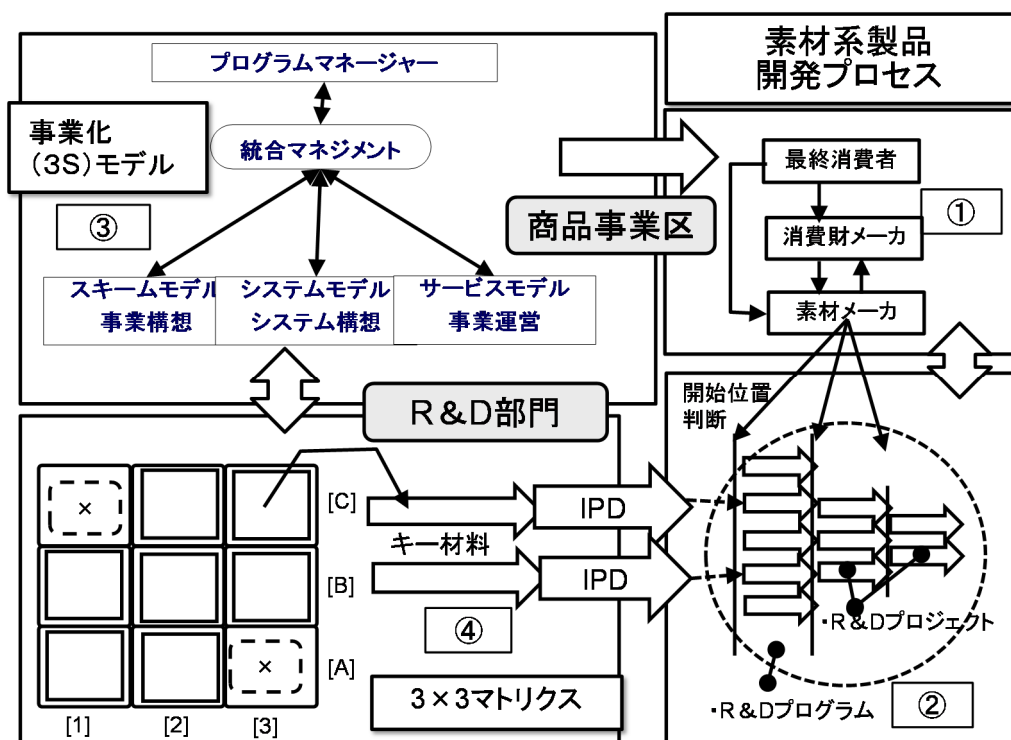 プログラムマネージャー
事業化
(3S)モデル
統合マネジメント
③
スキームモデル
事業構想
システムモデル
システム構想
サービスモデル
事業運営
商品事業区
素材系製品
開発プロセス
最終消費者
①
消費財メーカ
素材メーカ
R&D部門
×
×
[C]
[B]
[A]
[1]
[2]
[3]
キー材料
IPD
IPD
④
3×3マトリクス
開始位置
判断
・R&Dプロジェクト
・R&Dプログラム
②